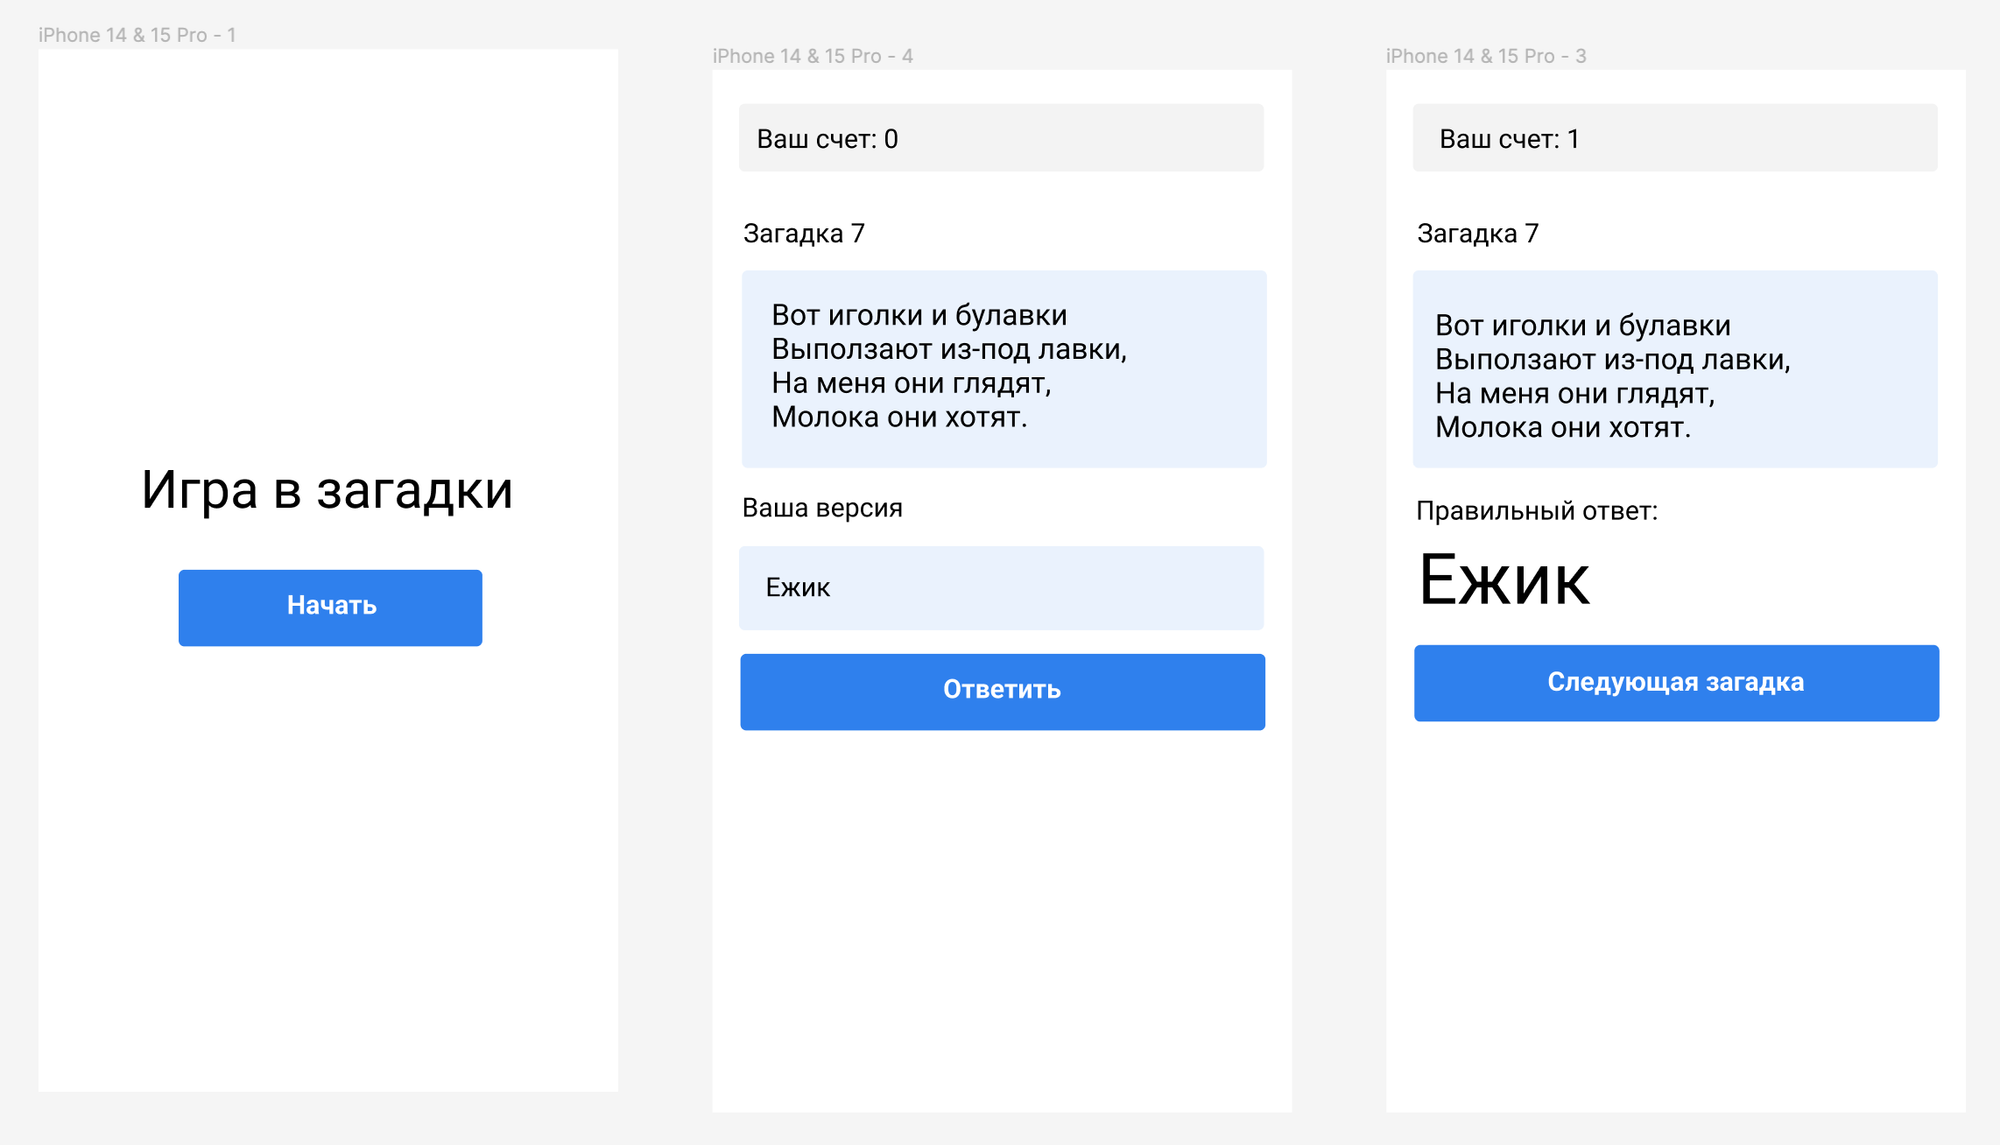 iPhone 14 & 15 Pro - 1
Игра в загадки
Начать
iPhone 14 & 15 Pro - 4
Ваш счет: 0
Загадка 7
Вот иголки и булавки
Выползают из-под лавки,
На меня они глядят,
Молока они хотят.
Ваша версия
Ежик
Ответить
iPhone 14 & 15 Pro - 3
Ваш счет: 1
Загадка 7
Вот иголки и булавки
Выползают из-под лавки,
На меня они глядят,
Молока они хотят.
Правильный ответ:
Ежик
Следующая загадка